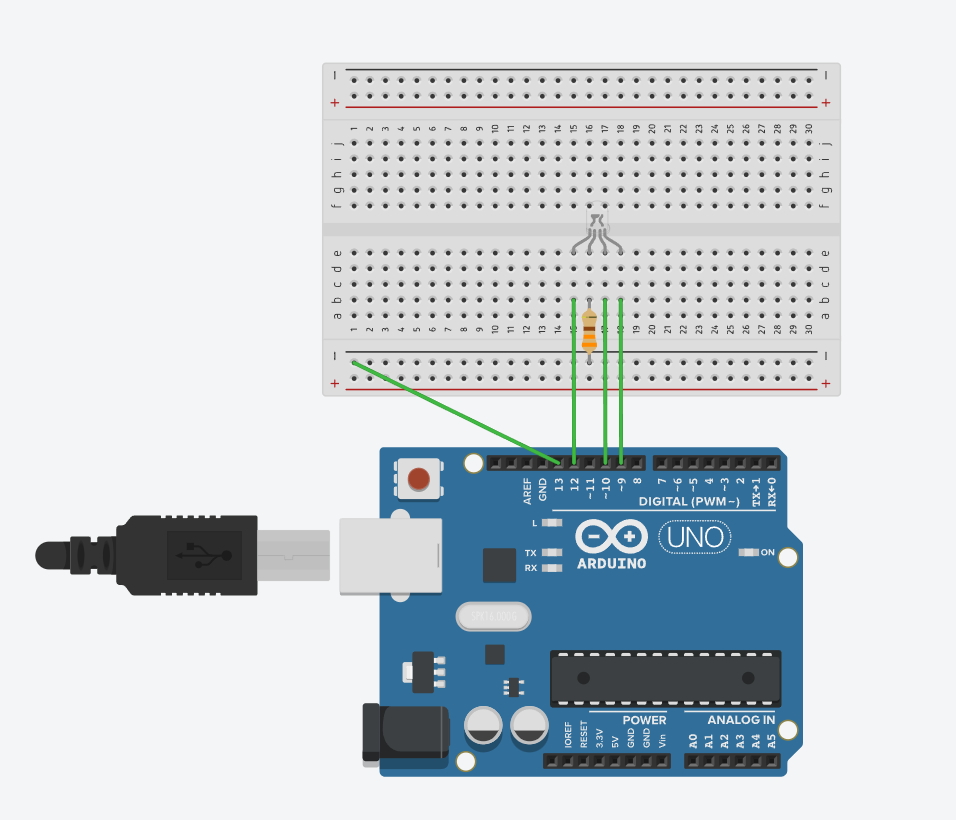 − −
+ +
1 2 3 4 5 6 7 8 9 10 11 12 13 14 15 16 17 18 19 20 21 22 23 24 25 26 27 28 29 30
j j
i i
h h
g g
f f
e e
d d
c c
b b
a a
1 2 3 4 5 6 7 8 9 10 11 12 13 14 15 16 17 18 19 20 21 22 23 24 25 26 27 28 29 30
− −
+ +
AREF GND 13 12 ~11 ~10 ~9 8 7 ~6 ~5 4 ~3 2 TX→1 RX←0
DIGITAL (PWM~)
L
TX
RX
ARDUINO
UNO
ON
POWER
ANALOG IN
IOREF RESET 3.3V 5V GND GND Vin A0 A1 A2 A3 A4 A5